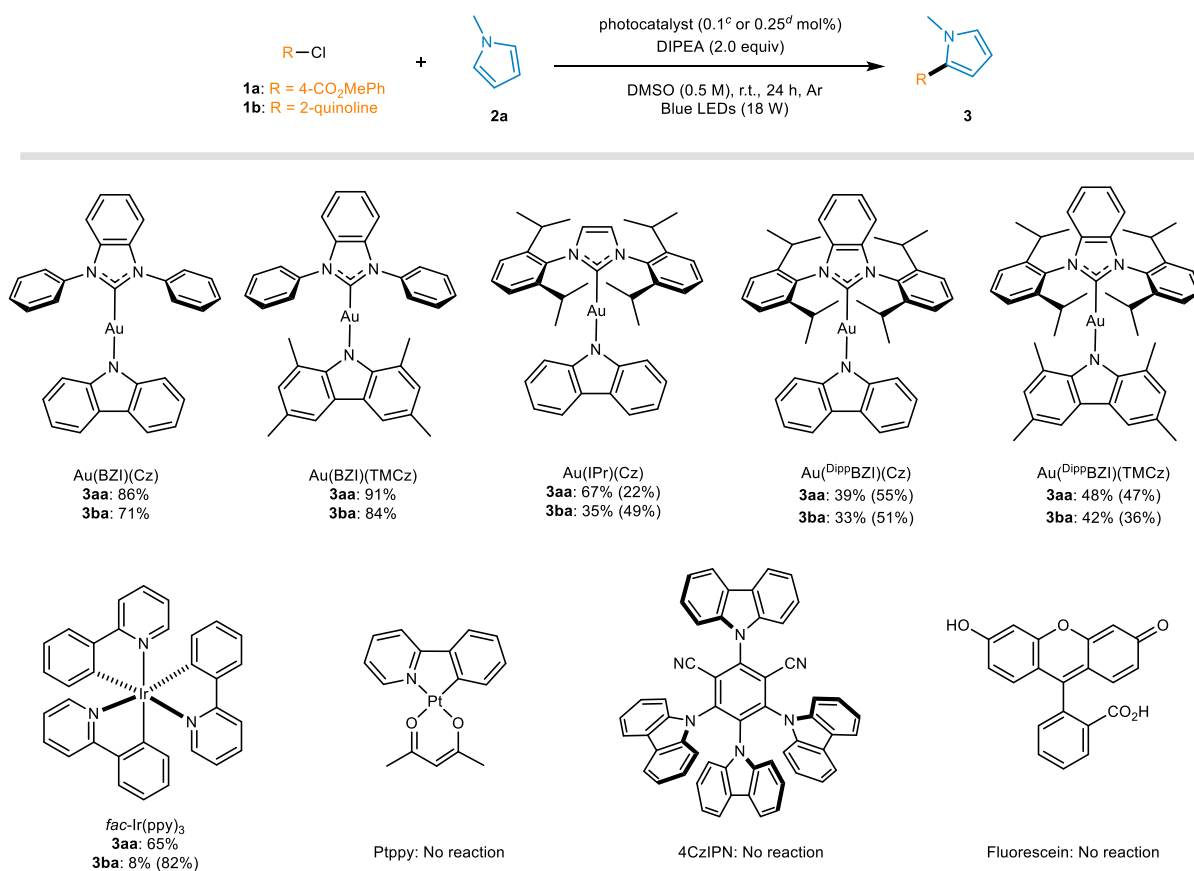 R—Cl
1a: R = 4-CO₂MePh
1b: R = 2-quinoline
+
N
2a
photocatalyst (0.1ᶜ or 0.25ᵈ mol%)
DIPEA (2.0 equiv)
DMSO (0.5 M), r.t., 24 h, Ar
Blue LEDs (18 W)
N
R
3
N N
Au
N
Au(BZI)(Cz)
3aa: 86%
3ba: 71%
N N
Au
N
Au(BZI)(TMCz)
3aa: 91%
3ba: 84%
N N
Au
N
Au(IPr)(Cz)
3aa: 67% (22%)
3ba: 35% (49%)
N N
Au
N
Au(ᴰⁱᵖᵖBZI)(Cz)
3aa: 39% (55%)
3ba: 33% (51%)
N N
Au
N
Au(ᴰⁱᵖᵖBZI)(TMCz)
3aa: 48% (47%)
3ba: 42% (36%)
N
Ir
N N
fac-Ir(ppy)₃
3aa: 65%
3ba: 8% (82%)
N
Pt
O O
Ptppy: No reaction
N
NC CN
N N
N
4CzIPN: No reaction
HO O O
CO₂H
Fluorescein: No reaction